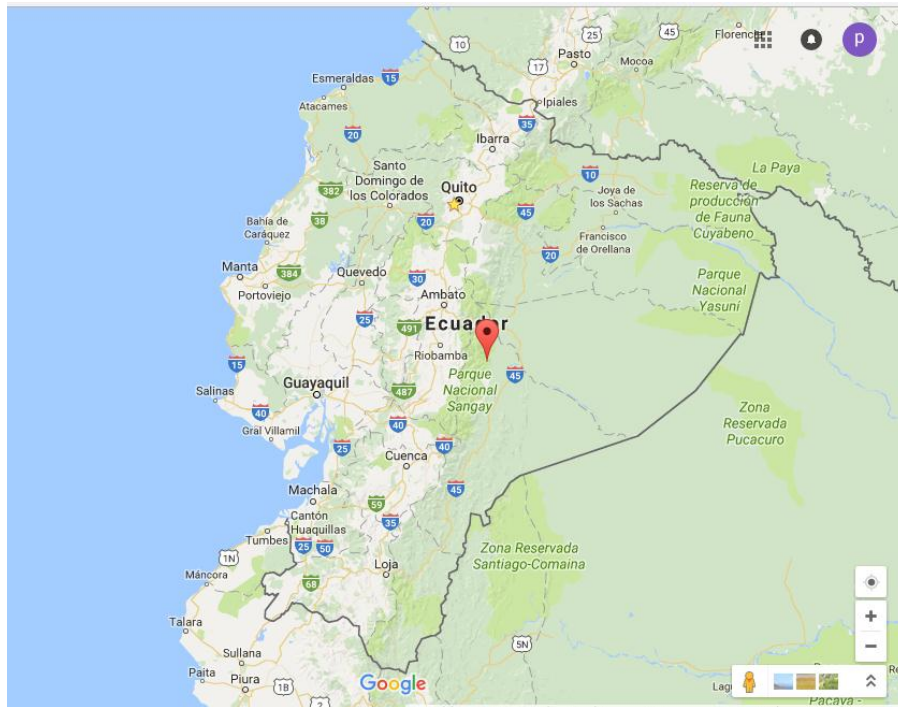 10
25
45
Florencia
p
Pasto
17
Mocoa
Esmeraldas
15
Atacames
Ipiales
20
35
Ibarra
La Paya
10
Santo
Domingo de
los Colorados
Quito
Joya de
los Sachas
Reserva de
producción
de Fauna
Cuyabeno
382
45
Bahía de
Caráquez
38
20
Francisco
de Orellana
20
Manta
384
Quevedo
30
Parque
Nacional
Yasuni
Portoviejo
Ambato
25
491
Ecuador
Riobamba
15
Parque
Nacional
Sangay
45
Salinas
Guayaquil
487
40
40
Zona
Reservada
Pucacuro
Gral Villamil
25
40
Cuenca
45
Machala
59
Cantón
Huaquillas
35
Tumbes
25
50
1N
Zona Reservada
Santiago-Comaina
Loja
Máncora
68
Talara
5N
Sullana
Paita
Piura
1B
2
Google
Pacaya -